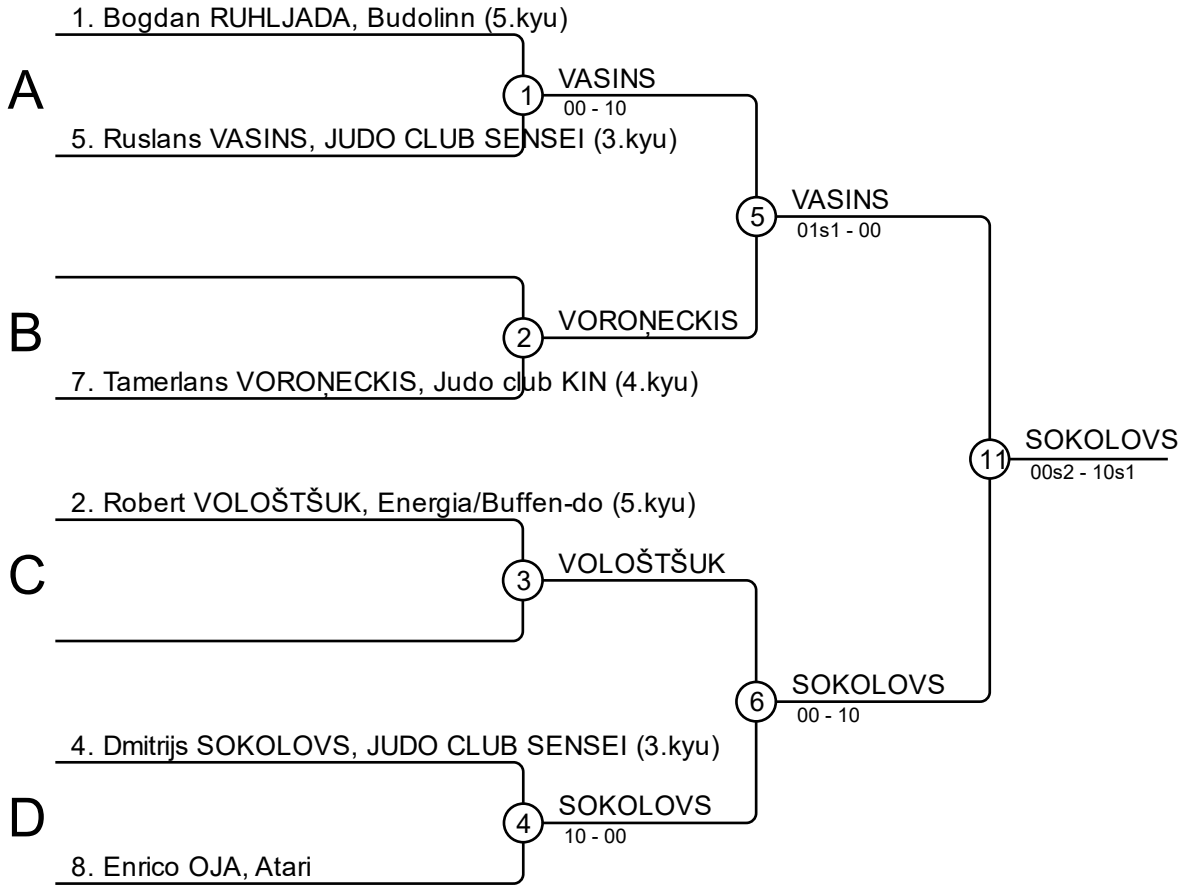 1. Bogdan RUHLJADA, Budolinn (5.kyu)
A
1
VASINS
00 - 10
5. Ruslans VASINS, JUDO CLUB SENSEI (3.kyu)
5
VASINS
01s1 - 00
B
2
VOROŅECKIS
7. Tamerlans VOROŅECKIS, Judo club KIN (4.kyu)
11
SOKOLOVS
00s2 - 10s1
2. Robert VOLOŠTŠUK, Energia/Buffen-do (5.kyu)
C
3
VOLOŠTŠUK
6
SOKOLOVS
00 - 10
4. Dmitrijs SOKOLOVS, JUDO CLUB SENSEI (3.kyu)
D
4
SOKOLOVS
10 - 00
8. Enrico OJA, Atari